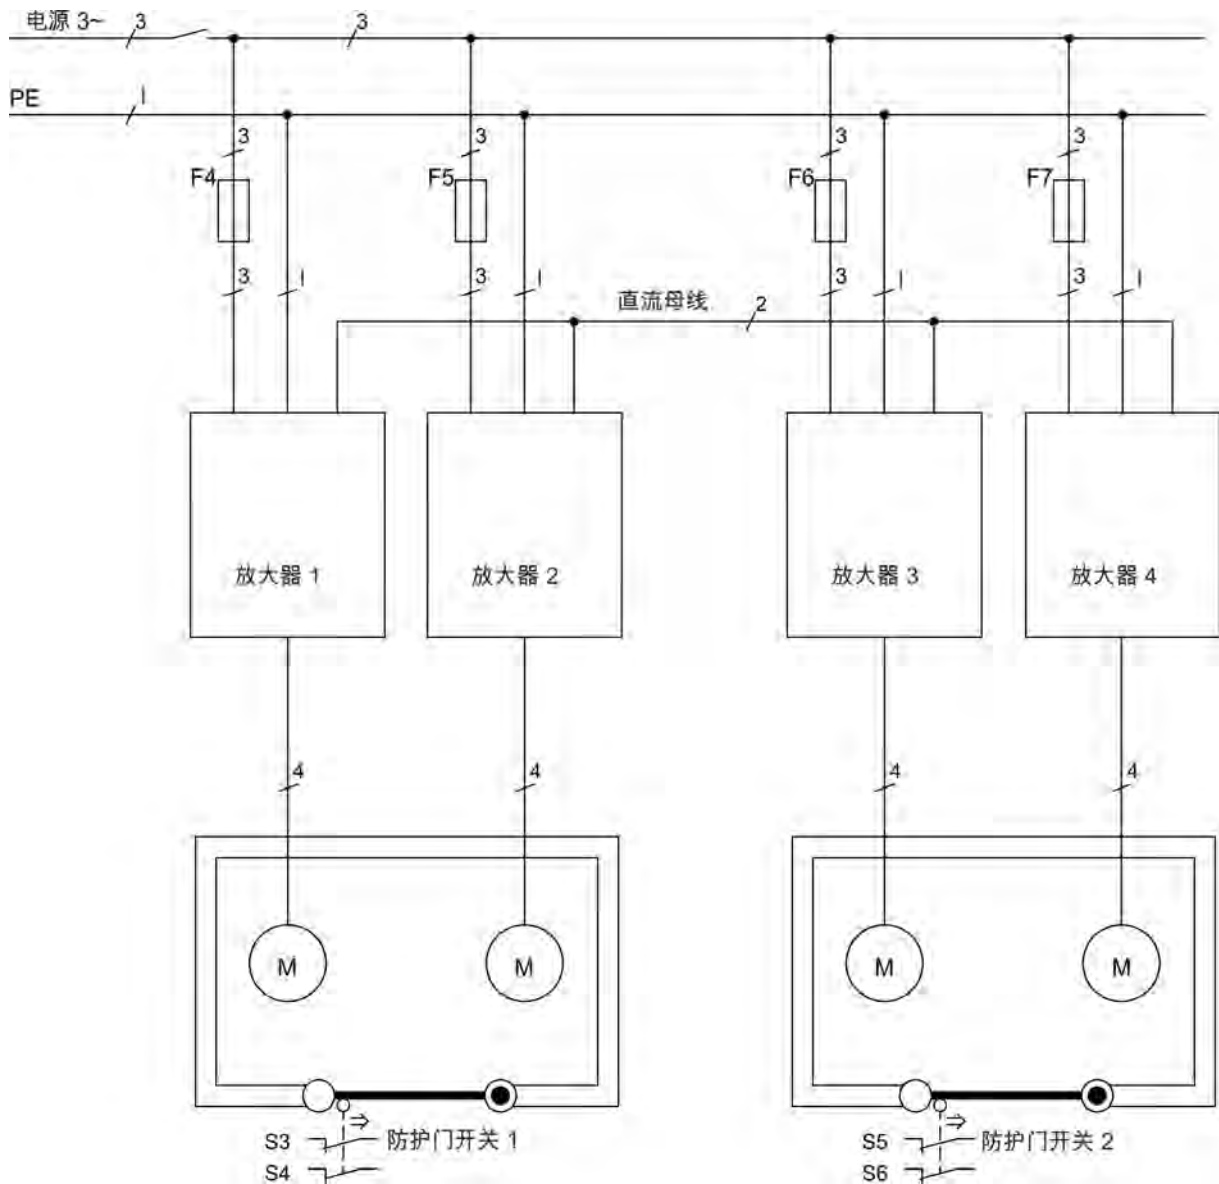 电源 3~ 3 3
PE 1
3 3 3 3
F4 F5 F6 F7
3 1 3 1 3 1 3 1
直流母线 2
放大器 1 放大器 2 放大器 3 放大器 4
4 4 4 4
M M M M
S3 防护门开关 1 S5 防护门开关 2
S4 S6